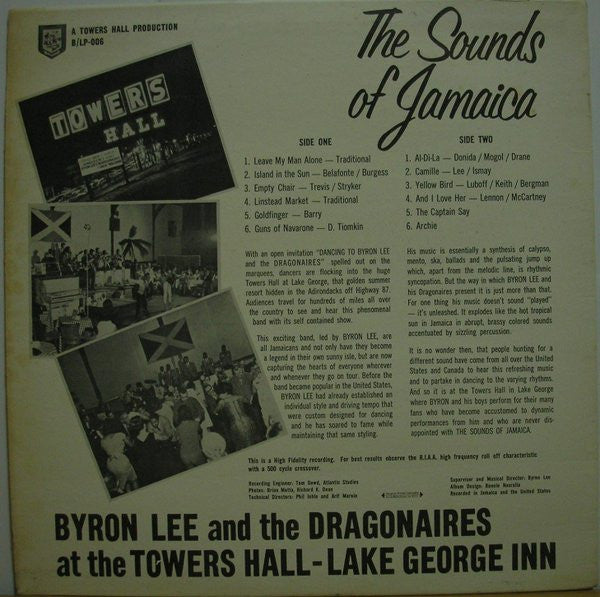 A TOWERS HALL PRODUCTION
B/LP-006
The Sounds
of Jamaica
TOWERS
HALL
SIDE ONE
1. Leave My Man Alone — Traditional
2. Island in the Sun — Belafonte / Burgess
3. Empty Chair — Trevis / Stryker
4. Linstead Market — Traditional
5. Goldfinger — Barry
6. Guns of Navarone — D. Tiomkin
SIDE TWO
1. Al-Di-La — Donida / Mogol / Drane
2. Camille — Lee / Ismay
3. Yellow Bird — Luboff / Keith / Bergman
4. And I Love Her — Lennon / McCartney
5. The Captain Say
6. Archie
With an open invitation "DANCING TO BYRON LEE
and the DRAGONAIRES" spelled out on the
marquees, dancers are flocking into the huge
Towers Hall at Lake George, that golden summer
resort hidden in the Adirondacks off Highway 87.
Audiences travel for hundreds of miles all over
the country to see and hear this phenomenal
band with its self contained show.
This exciting band, led by BYRON LEE, are
all Jamaicans and not only have they become
a legend in their own sunny isle, but are now
capturing the hearts of everyone wherever
and whenever they go on tour. Before the
band became popular in the United States,
BYRON LEE had already established an
individual style and driving tempo that
were custom designed for dancing
and he has soared to fame while
maintaining that same styling.
His music is essentially a synthesis of calypso,
mento, ska, ballads and the pulsating jump up
which, apart from the melodic line, is rhythmic
syncopation. But the way in which BYRON LEE and
his Dragonaires present it is just more than that.
For one thing his music doesn't sound "played"
— it's unleashed. It explodes like the hot tropical
sun in Jamaica in abrupt, brassy colored sounds
accentuated by sizzling percussion.
It is no wonder then, that people hunting for a
different sound have come from all over the United
States and Canada to hear this refreshing music
and to partake in dancing to the varying rhythms.
And so it is at the Towers Hall in Lake George
where BYRON and his boys perform for their many
fans who have become accustomed to dynamic
performances from him and who are never dis-
appointed with THE SOUNDS OF JAMAICA.
This is a High Fidelity recording. For best results observe the R.I.A.A. high frequency roll off characteristic
with a 500 cycle crossover.
Recording Engineer: Tom Dowd, Atlantic Studios
Photos: Brian Motta, Richard K. Dean
Technical Directors: Phil Iehle and Arif Marvin
Supervisor and Musical Director: Byron Lee
Album Design: Ronnie Nasralla
Recorded in Jamaica and the United States
BYRON LEE and the DRAGONAIRES
at the TOWERS HALL-LAKE GEORGE INN